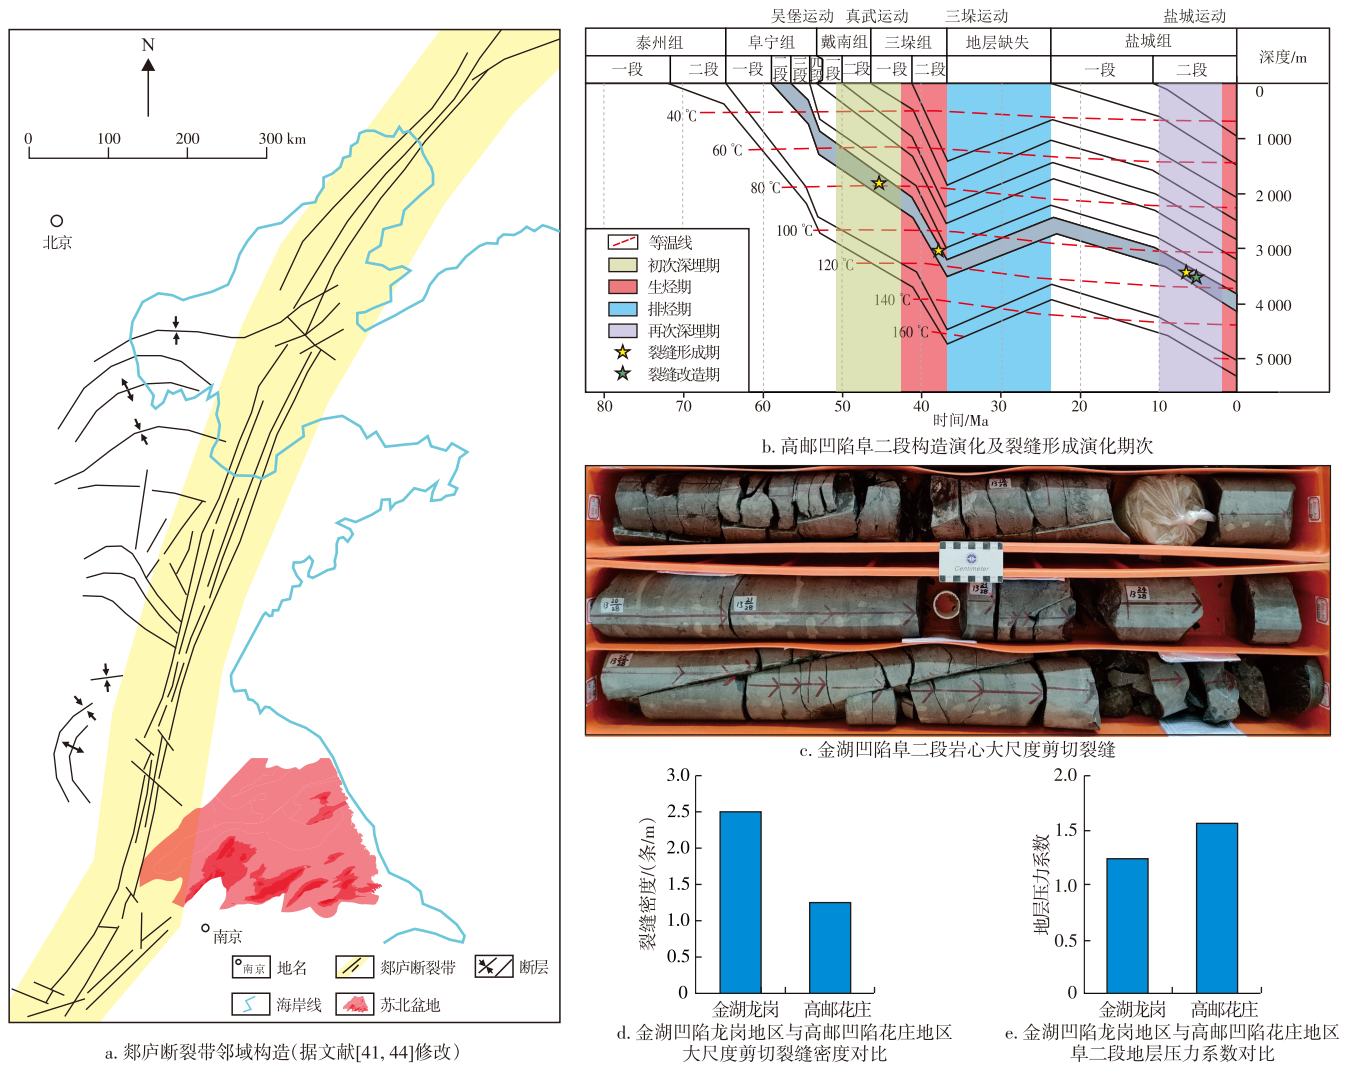 N
0 100 200 300 km
北京
南京
南京 地名
郯庐断裂带
断层
海岸线
苏北盆地
a. 郯庐断裂带邻域构造(据文献[41, 44]修改)
吴堡运动 真武运动 三垛运动 盐城运动
泰州组 阜宁组 戴南组 三垛组 地层缺失 盐城组 深度/m
一段 二段 一段 二段 三段 四段 一段 二段 一段 二段 一段 二段
40 ℃
60 ℃
80 ℃
100 ℃
120 ℃
140 ℃
160 ℃
0
1 000
2 000
3 000
4 000
5 000
等温线
初次深埋期
生烃期
排烃期
再次深埋期
裂缝形成期
裂缝改造期
80 70 60 50 40 30 20 10 0
时间/Ma
b. 高邮凹陷阜二段构造演化及裂缝形成演化期次
Centimeter
c. 金湖凹陷阜二段岩心大尺度剪切裂缝
3.0
2.5
2.0
1.5
1.0
0.5
0
裂缝密度/(条/m)
金湖龙岗 高邮花庄
d. 金湖凹陷龙岗地区与高邮凹陷花庄地区
大尺度剪切裂缝密度对比
2.0
1.5
1.0
0.5
0
地层压力系数
金湖龙岗 高邮花庄
e. 金湖凹陷龙岗地区与高邮凹陷花庄地区
阜二段地层压力系数对比